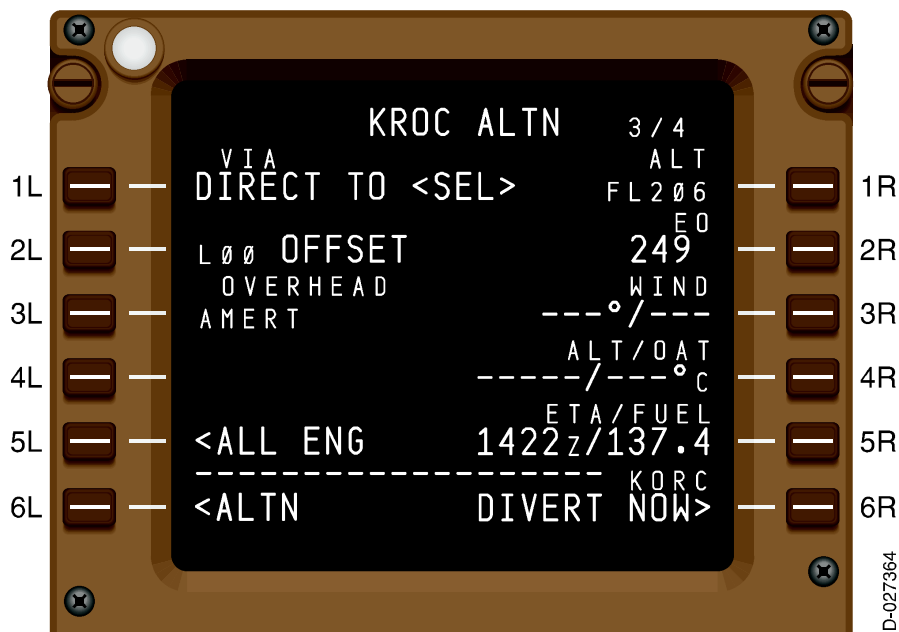 KROC ALTN 3/4
VIA ALT
1L DIRECT TO <SEL> FL206 1R
EO
2L L00 OFFSET 249 2R
OVERHEAD WIND
3L AMERT ---°/--- 3R
ALT/OAT
4L -----/---°C 4R
ETA/FUEL
5L <ALL ENG 1422Z/137.4 5R
-------------------- KORC
6L <ALTN DIVERT NOW> 6R
D-027364